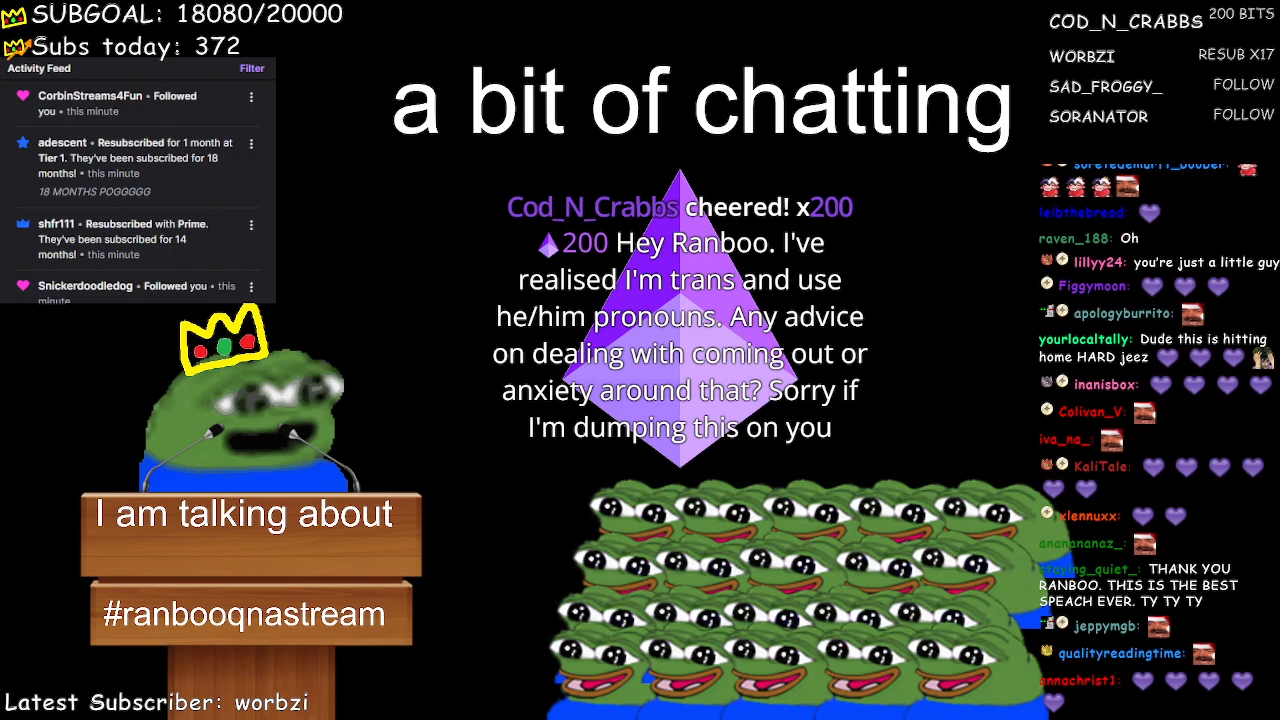 SUBGOAL: 18080/20000
Subs today: 372
Activity Feed Filter
CorbinStreams4Fun • Followed
you • this minute
adescent • Resubscribed for 1 month at
Tier 1. They've been subscribed for 18
months! • this minute
18 MONTHS POGGGGG
shfr111 • Resubscribed with Prime.
They've been subscribed for 14
months! • this minute
Snickerdoodledog • Followed you • this
minute
a bit of chatting
Cod_N_Crabbs cheered! x200
200 Hey Ranboo. I've
realised I'm trans and use
he/him pronouns. Any advice
on dealing with coming out or
anxiety around that? Sorry if
I'm dumping this on you
I am talking about
#ranbooqnastream
Latest Subscriber: worbzi
COD_N_CRABBS 200 BITS
WORBZI RESUB X17
SAD_FROGGY_ FOLLOW
SORANATOR FOLLOW
leibthebread:
raven_188: Oh
lillyy24: you're just a little guy
Figgymoon:
apologyburrito:
yourlocaltally: Dude this is hitting
home HARD jeez
inanisbox:
Colivan_V:
iva_na_:
KaliTale:
xlennuxx:
ananananaz_:
staying_quiet_: THANK YOU
RANBOO. THIS IS THE BEST
SPEACH EVER. TY TY TY
jeppymgb:
qualityreadingtime:
annachrist1: